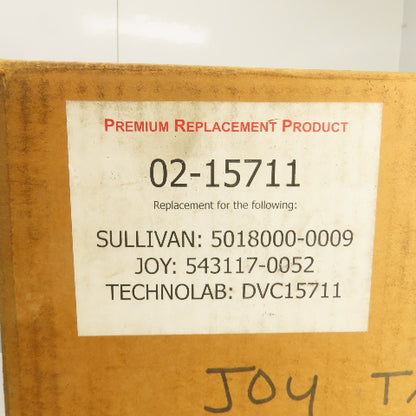 PREMIUM REPLACEMENT PRODUCT
02-15711
Replacement for the following:
SULLIVAN: 5018000-0009
JOY: 543117-0052
TECHNOLAB: DVC15711
JOY